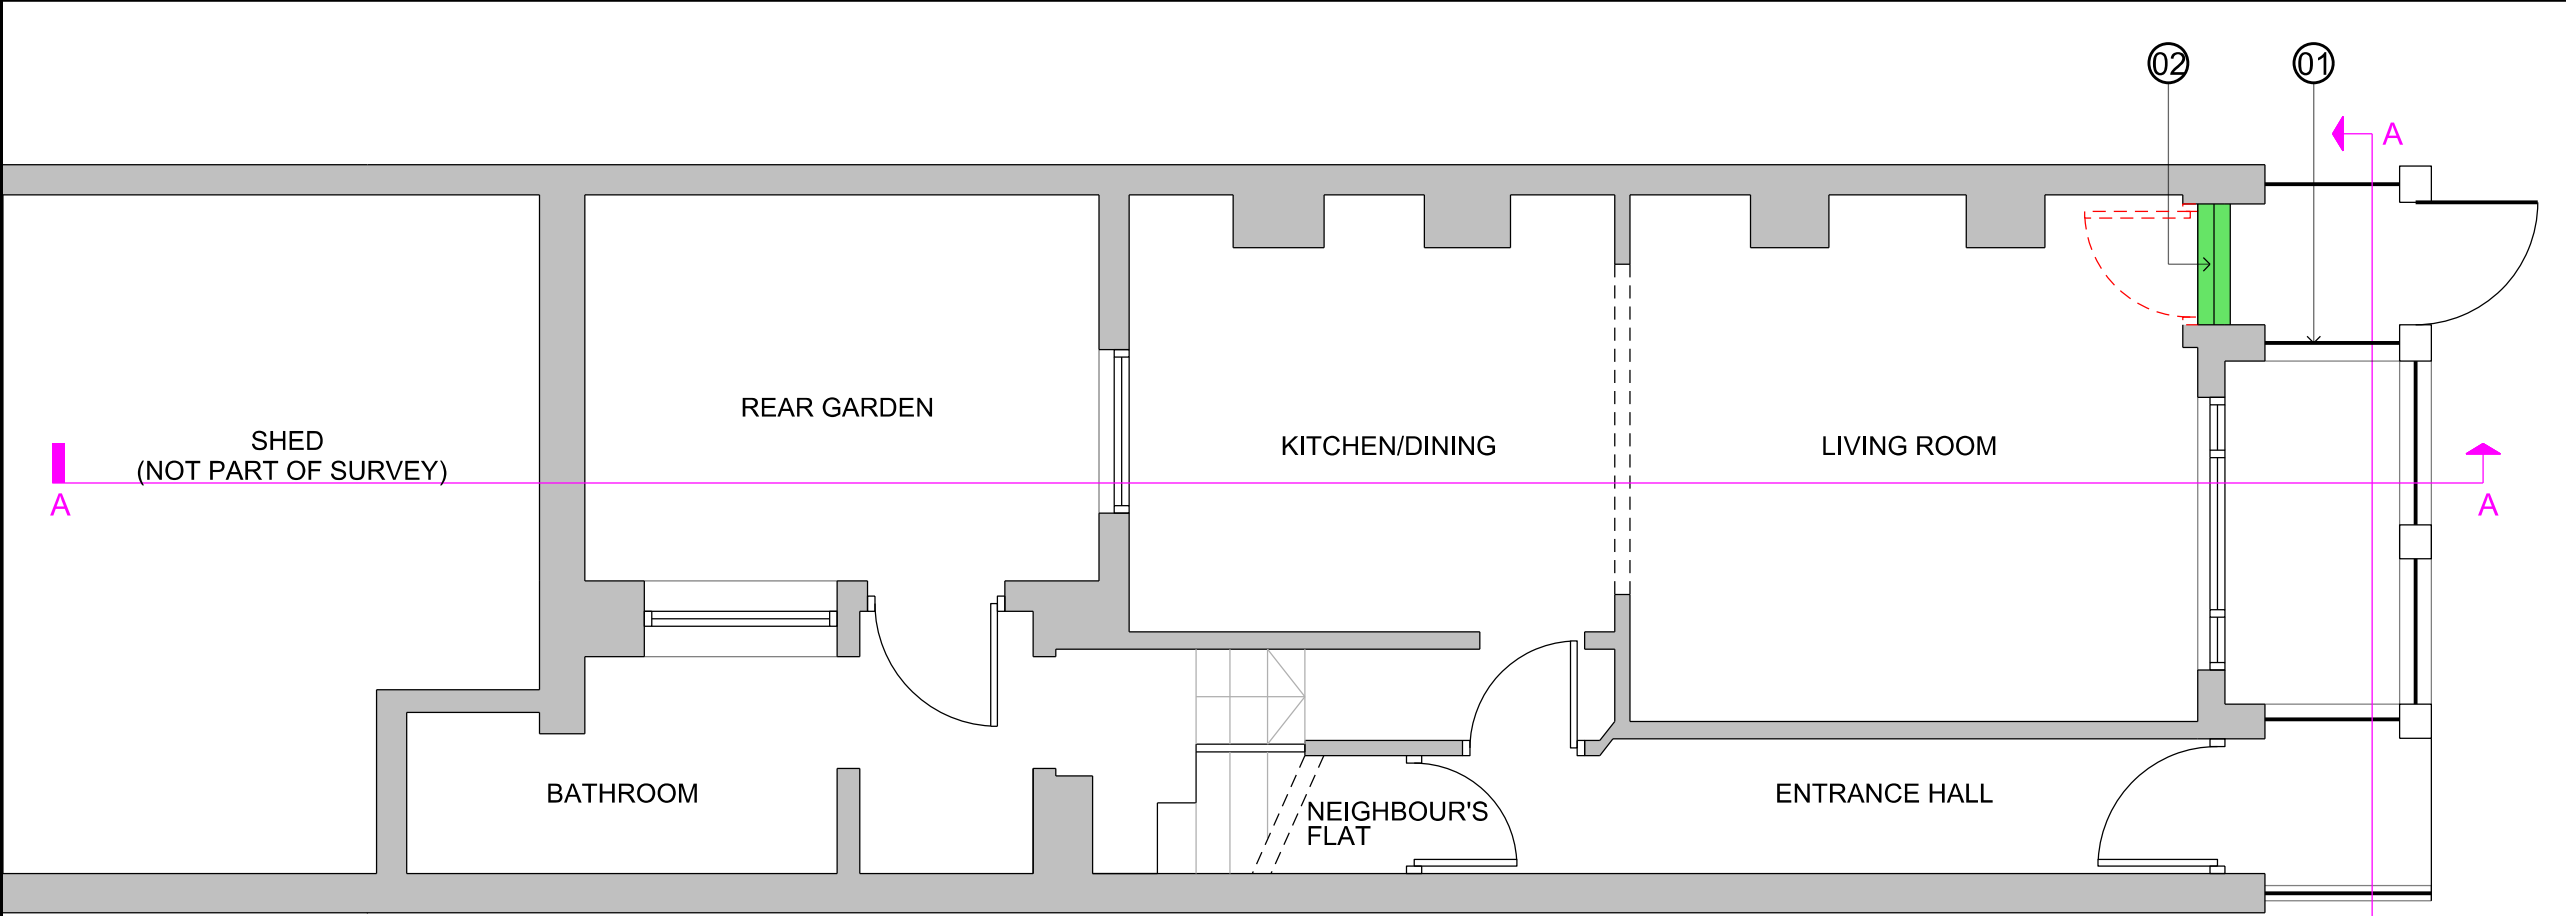 02
01
A
REAR GARDEN
SHED
(NOT PART OF SURVEY)
KITCHEN/DINING
LIVING ROOM
A
A
BATHROOM
ENTRANCE HALL
NEIGHBOUR'S
FLAT